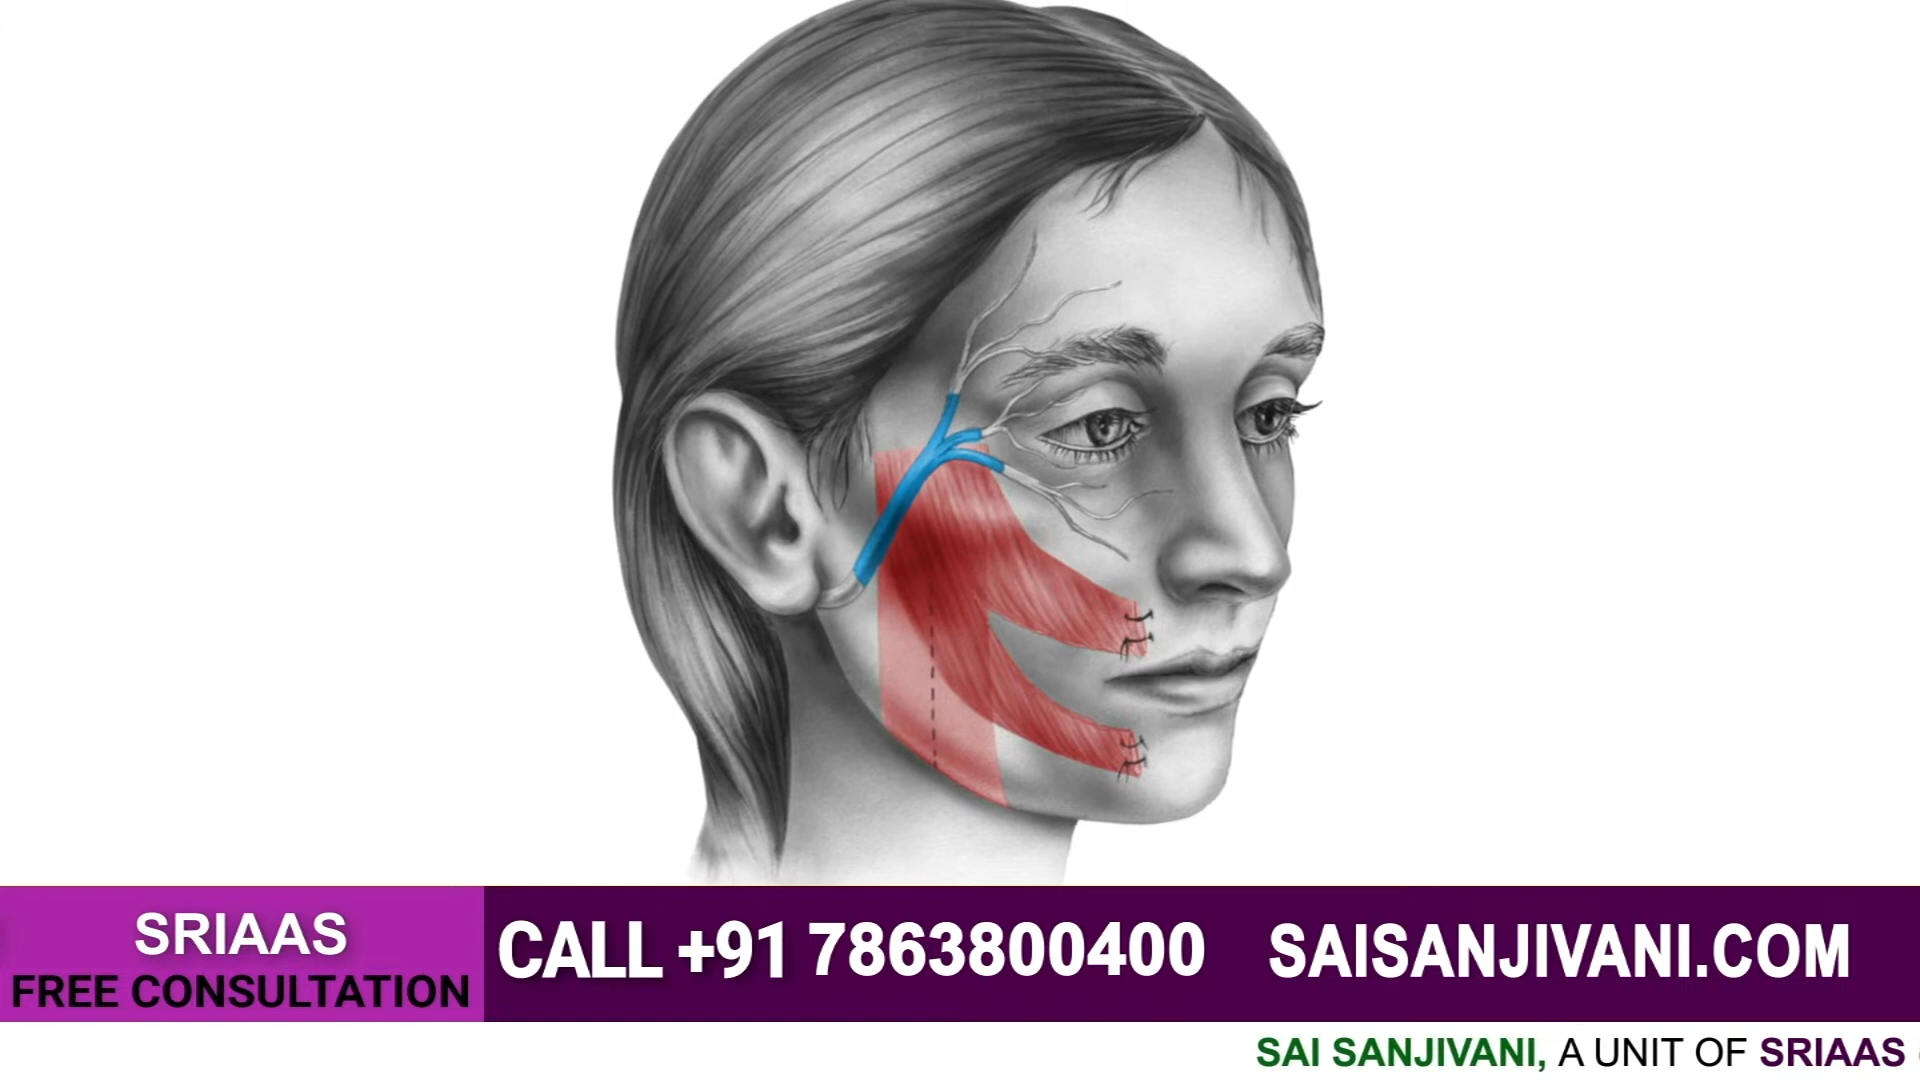 SRIAAS
FREE CONSULTATION
CALL +91 7863800400
SAISANJIVANI.COM
SAI SANJIVANI, A UNIT OF SRIAAS